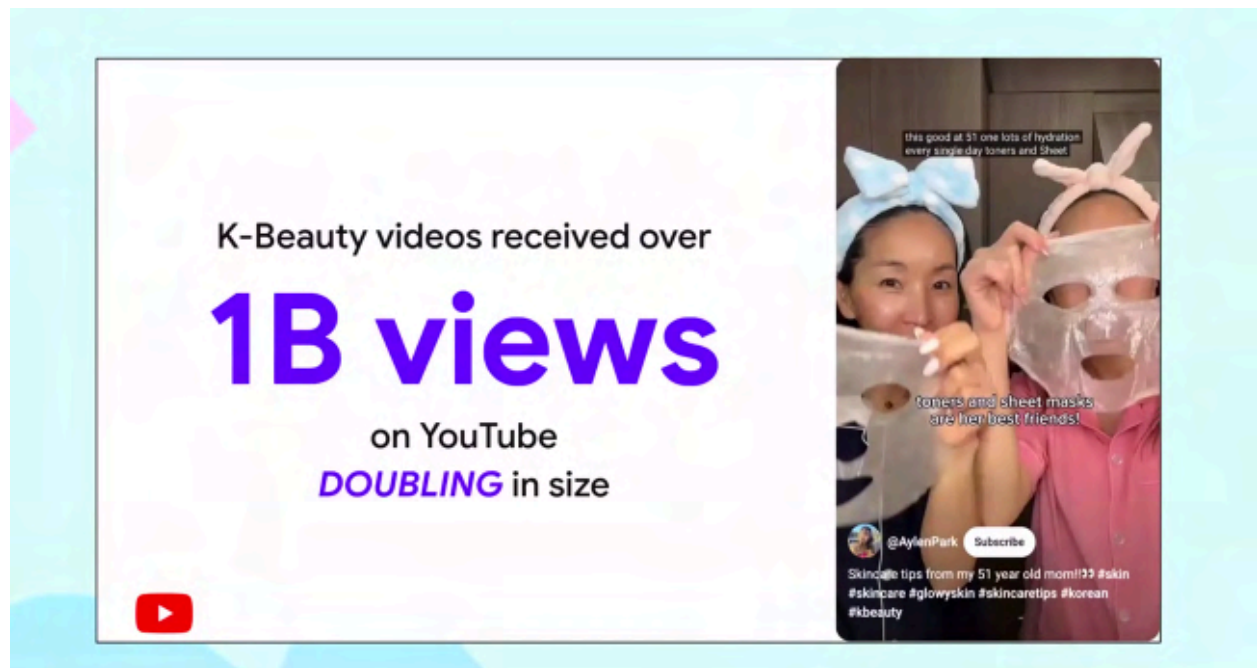 K-Beauty videos received over
1B views
on YouTube
DOUBLING in size
this good at 51 one lots of hydration
every single day toners and Sheet
toners and sheet masks
are her best friends!
@AylenPark Subscribe
Skincare tips from my 51 year old mom!! #skin
#skincare #glowyskin #skincaretips #korean
#kbeauty